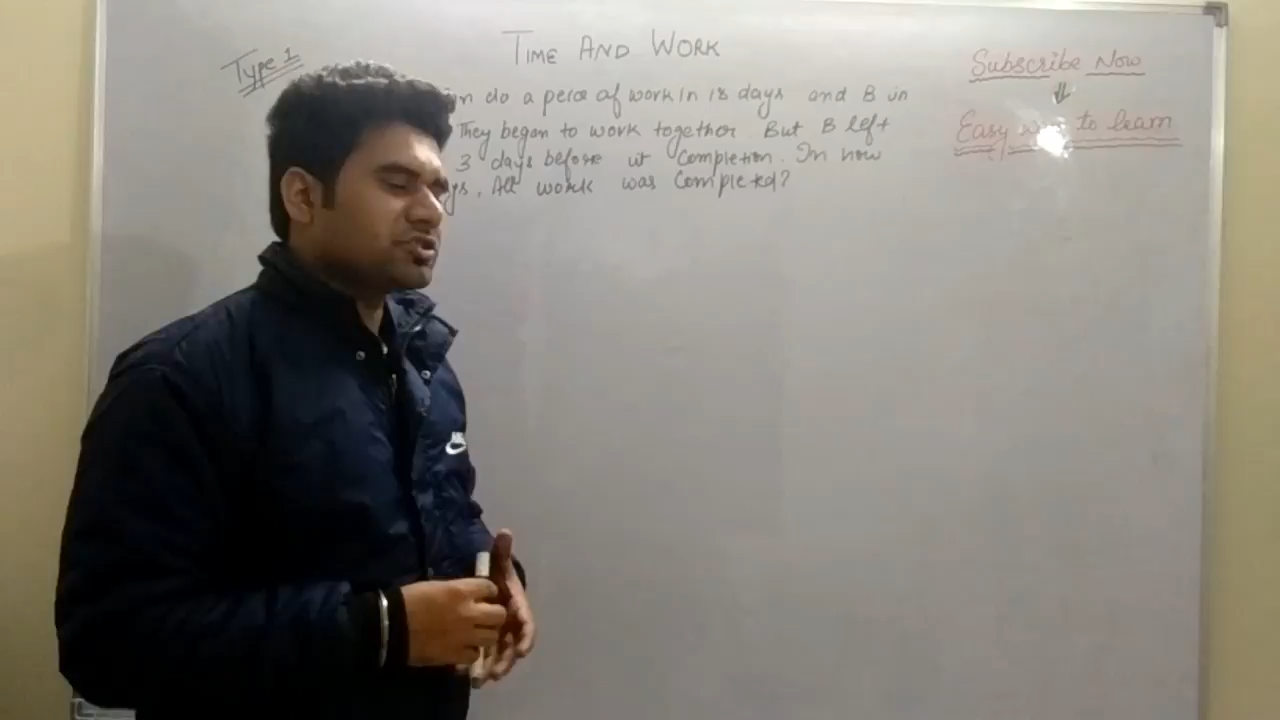 Type 1
TIME AND WORK
do a peice of work in 18 days and B in
They began to work together But B left
3 days before it Completion. In how
All work was Completed?
Subscribe Now
Easy to learn